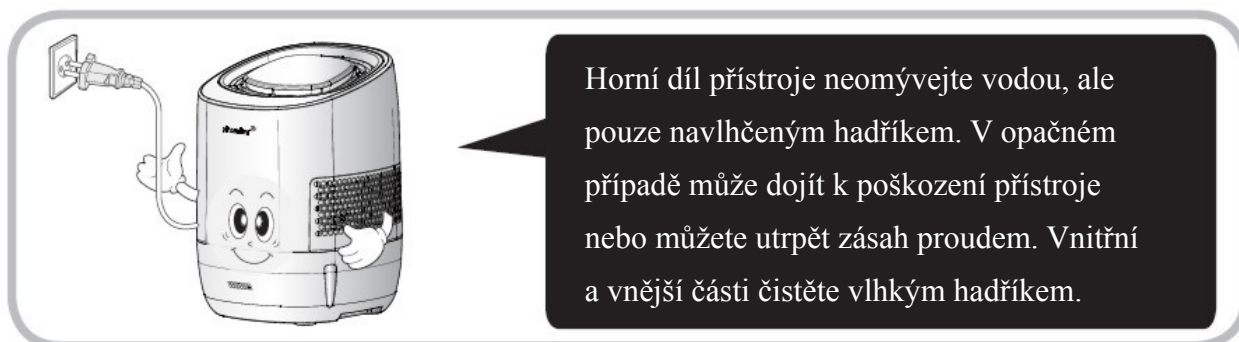 Horní díl přístroje neomývejte vodou, ale
pouze navlhčeným hadříkem. V opačném
případě může dojít k poškození přístroje
nebo můžete utrpět zásah proudem. Vnitřní
a vnější části čistěte vlhkým hadříkem.